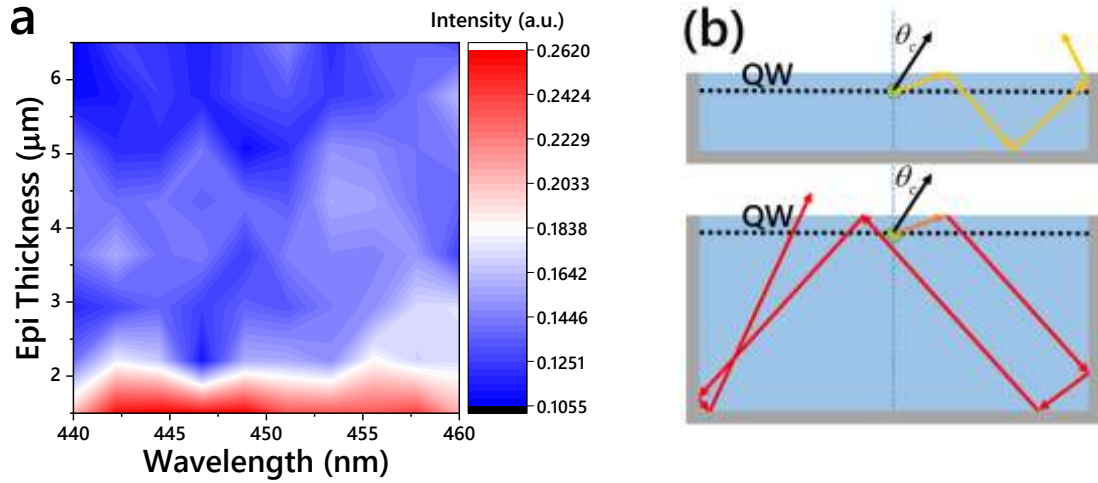 a
Intensity (a.u.)
0.2620
0.2424
0.2229
0.2033
0.1838
0.1642
0.1446
0.1251
0.1055
6
5
4
3
2
Epi Thickness (μm)
440 445 450 455 460
Wavelength (nm)
(b)
θc
QW
θc
QW